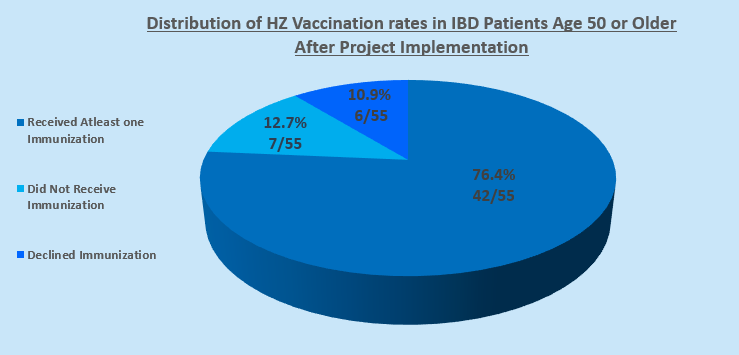 Distribution of HZ Vaccination rates in IBD Patients Age 50 or Older
After Project Implementation
Received Atleast one
Immunization
Did Not Receive
Immunization
Declined Immunization
10.9%
6/55
12.7%
7/55
76.4%
42/55